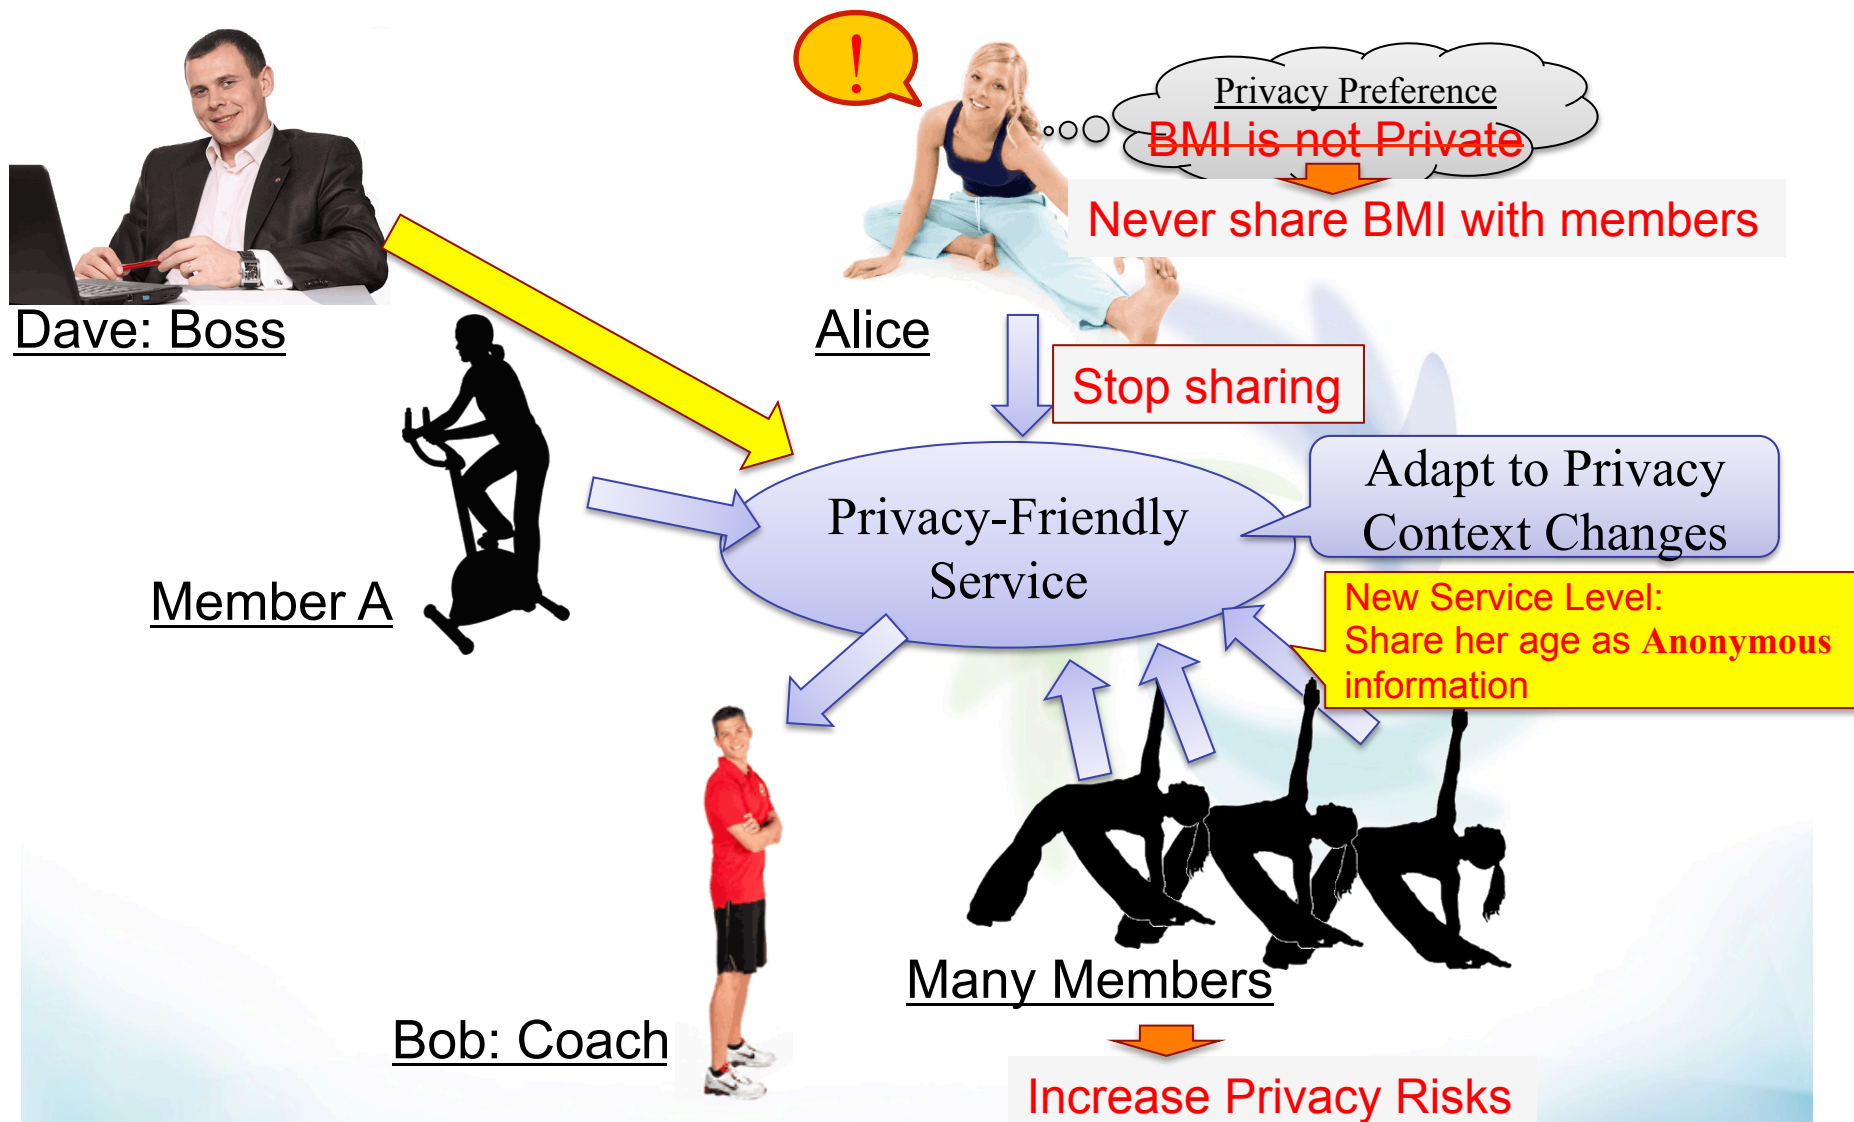 !
Privacy Preference
BMI is not Private
Never share BMI with members
Dave: Boss
Alice
Stop sharing
Adapt to Privacy
Context Changes
Privacy-Friendly
Service
Member A
New Service Level:
Share her age as Anonymous
information
Many Members
Bob: Coach
Increase Privacy Risks